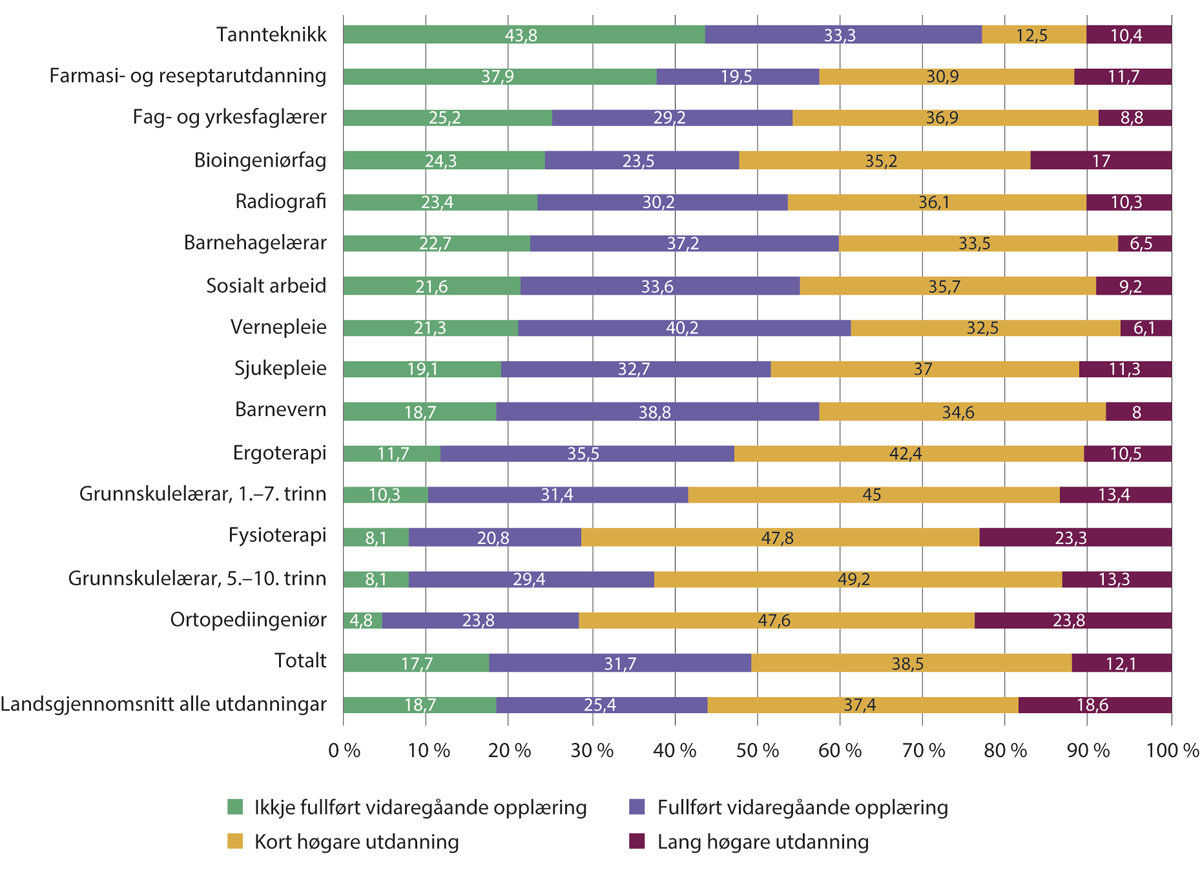 Tannteknikk 43,8 33,3 12,5 10,4
Farmasi- og reseptarutdanning 37,9 19,5 30,9 11,7
Fag- og yrkesfaglærer 25,2 29,2 36,9 8,8
Bioingeniørfag 24,3 23,5 35,2 17
Radiografi 23,4 30,2 36,1 10,3
Barnehagelærar 22,7 37,2 33,5 6,5
Sosialt arbeid 21,6 33,6 35,7 9,2
Vernepleie 21,3 40,2 32,5 6,1
Sjukepleie 19,1 32,7 37 11,3
Barnevern 18,7 38,8 34,6 8
Ergoterapi 11,7 35,5 42,4 10,5
Grunnskulelærar, 1.–7. trinn 10,3 31,4 45 13,4
Fysioterapi 8,1 20,8 47,8 23,3
Grunnskulelærar, 5.–10. trinn 8,1 29,4 49,2 13,3
Ortopediingeniør 4,8 23,8 47,6 23,8
Totalt 17,7 31,7 38,5 12,1
Landsgjennomsnitt alle utdanningar 18,7 25,4 37,4 18,6
0 % 10 % 20 % 30 % 40 % 50 % 60 % 70 % 80 % 90 % 100 %
Ikkje fullført vidaregåande opplæring Fullført vidaregåande opplæring
Kort høgare utdanning Lang høgare utdanning